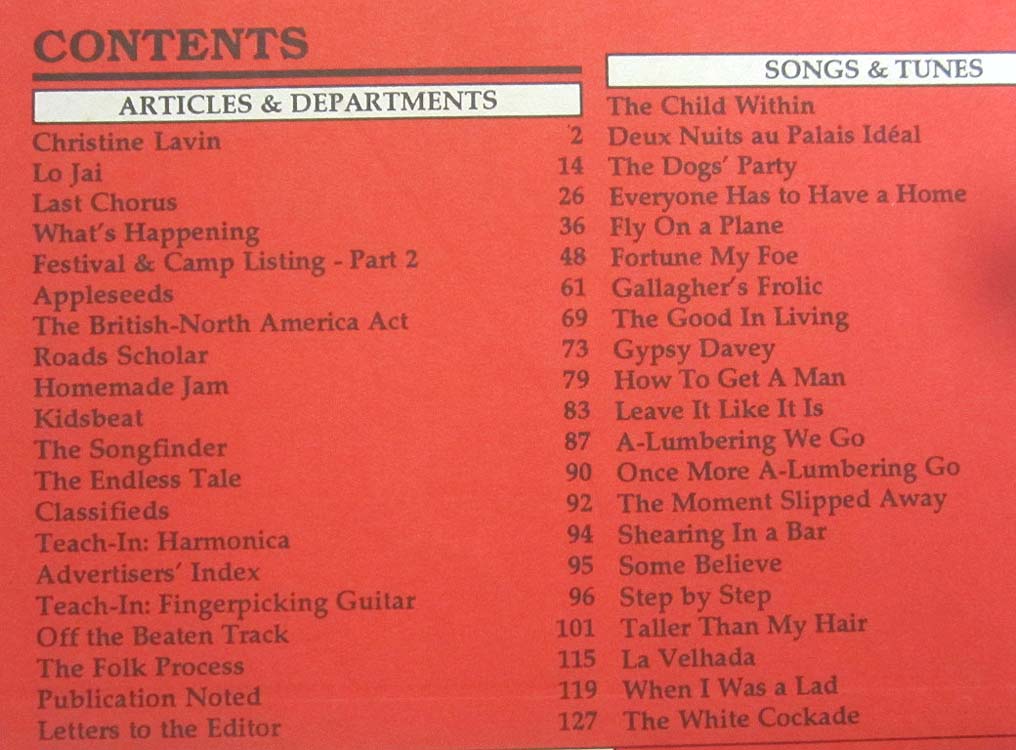 CONTENTS
ARTICLES & DEPARTMENTS
Christine Lavin 2
Lo Jai 14
Last Chorus 26
What's Happening 36
Festival & Camp Listing - Part 2 48
Appleseeds 61
The British-North America Act 69
Roads Scholar 73
Homemade Jam 79
Kidsbeat 83
The Songfinder 87
The Endless Tale 90
Classifieds 92
Teach-In: Harmonica 94
Advertisers' Index 95
Teach-In: Fingerpicking Guitar 96
Off the Beaten Track 101
The Folk Process 115
Publication Noted 119
Letters to the Editor 127
SONGS & TUNES
The Child Within
Deux Nuits au Palais Idéal
The Dogs' Party
Everyone Has to Have a Home
Fly On a Plane
Fortune My Foe
Gallagher's Frolic
The Good In Living
Gypsy Davey
How To Get A Man
Leave It Like It Is
A-Lumbering We Go
Once More A-Lumbering Go
The Moment Slipped Away
Shearing In a Bar
Some Believe
Step by Step
Taller Than My Hair
La Velhada
When I Was a Lad
The White Cockade